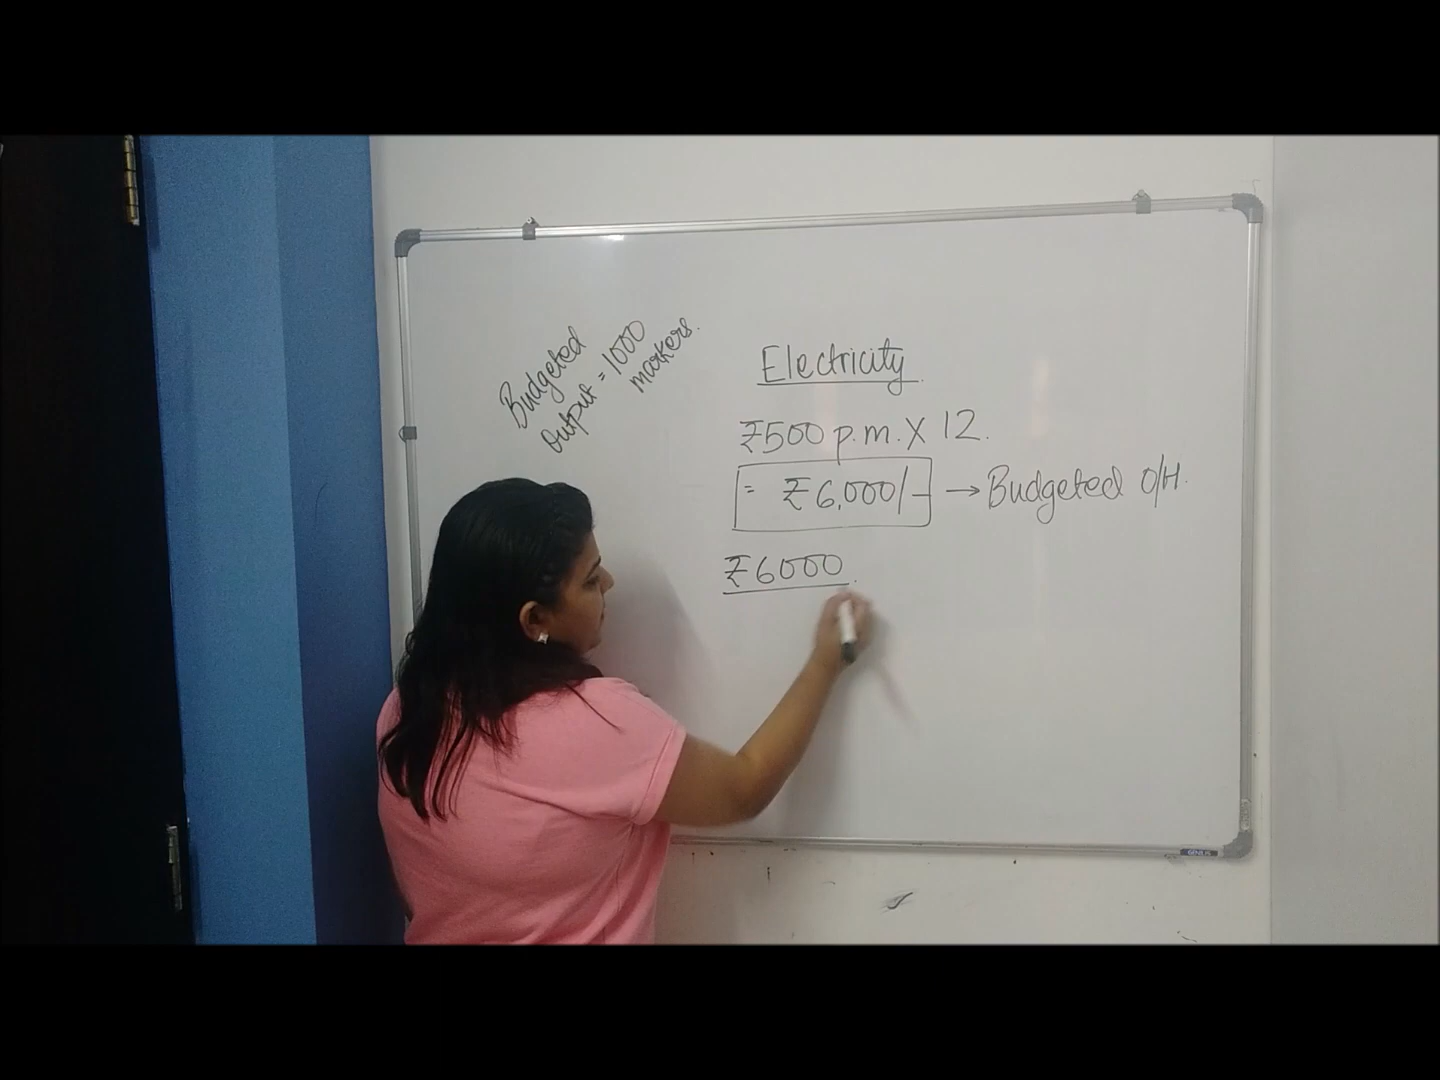 Budgeted
output = 1000
markers.
Electricity
₹500 p.m. X 12.
= ₹6,000/-
→ Budgeted O/H.
₹6000